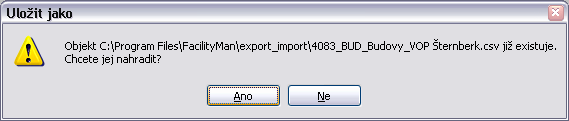 Uložit jako
Objekt C:\Program Files\FacilityMan\export_import\4083_BUD_Budovy_VOP Šternberk.csv již existuje.
Chcete jej nahradit?
Ano
Ne